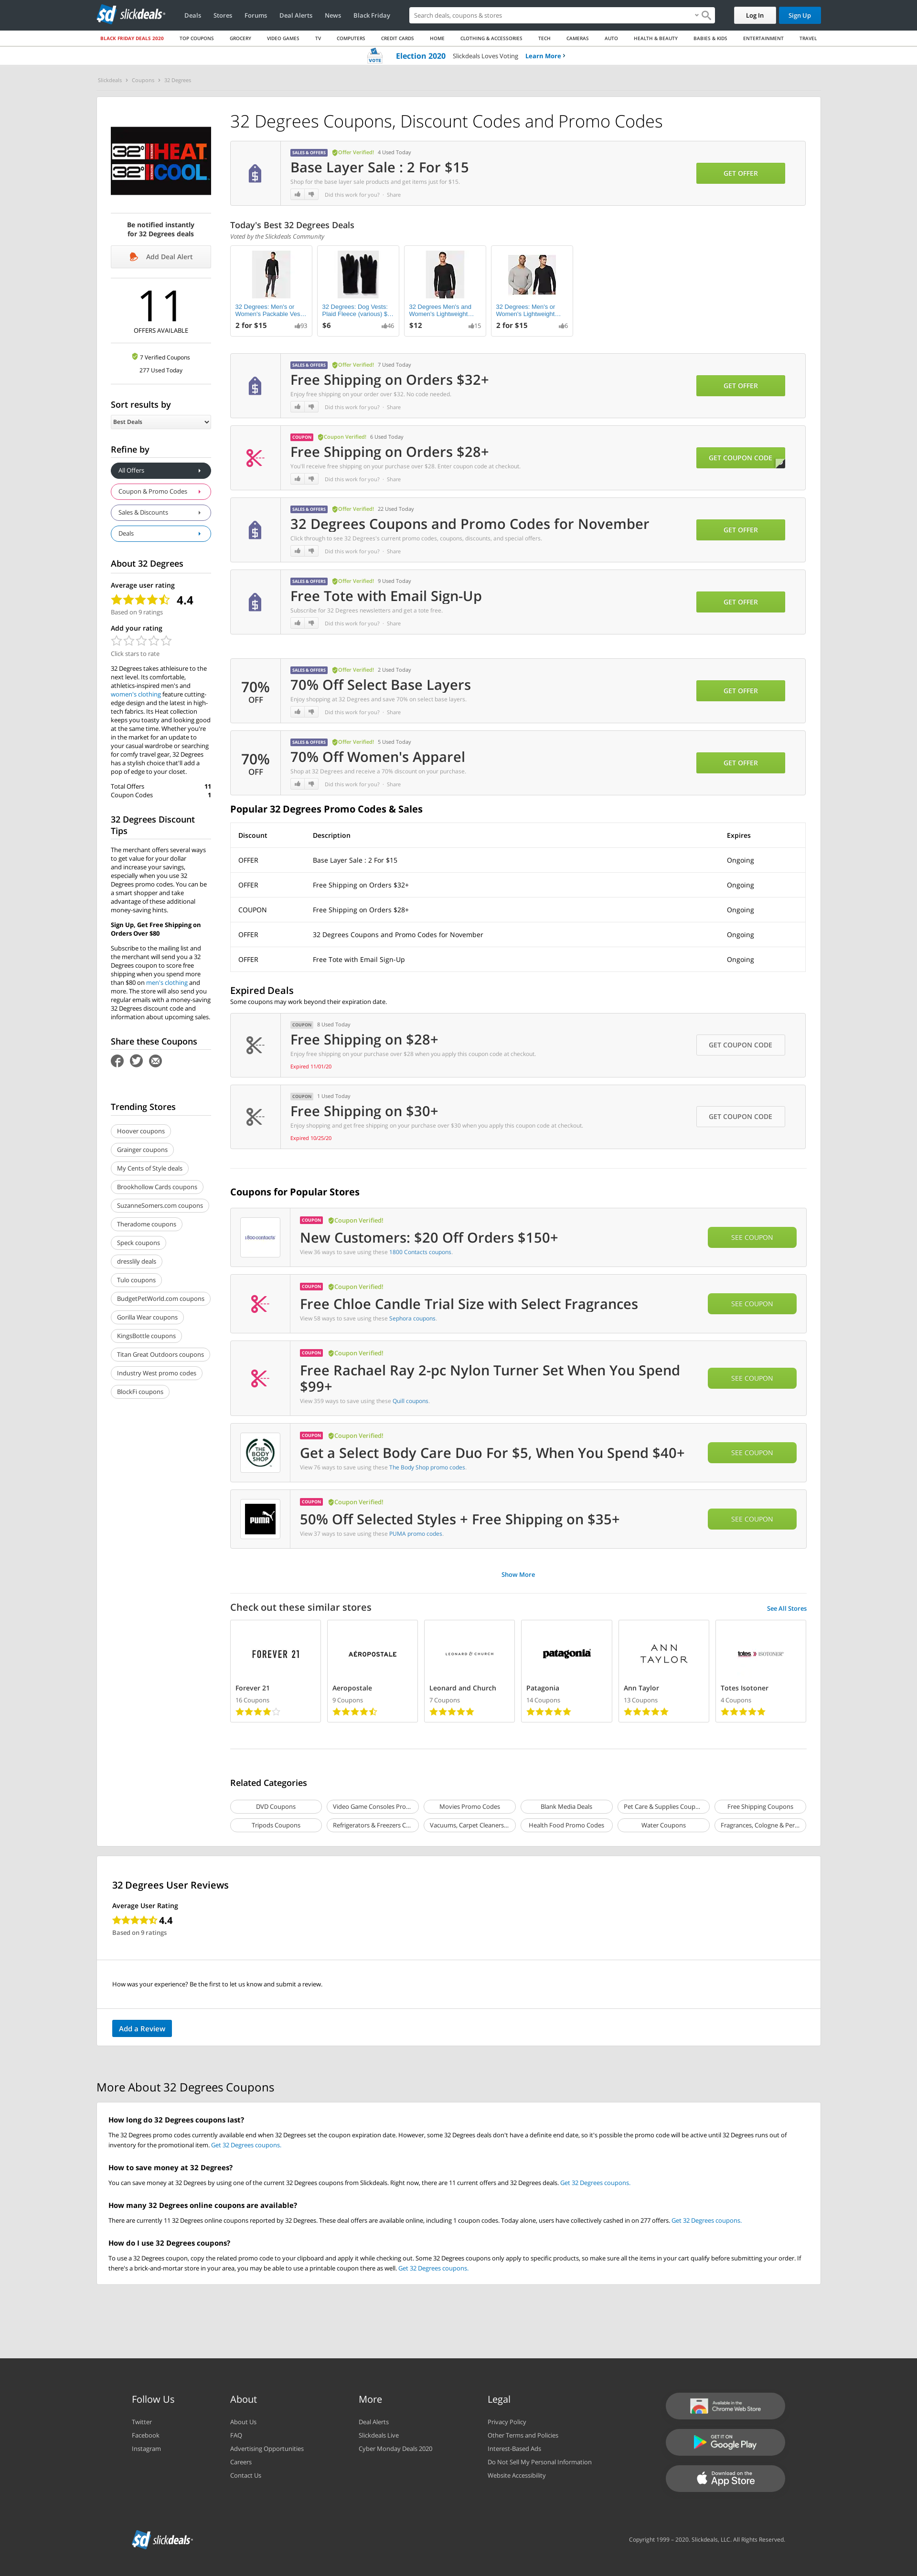 slickdeals
Deals Stores Forums Deal Alerts News Black Friday
Search deals, coupons & stores
Log In Sign Up
BLACK FRIDAY DEALS 2020 TOP COUPONS GROCERY VIDEO GAMES TV COMPUTERS CREDIT CARDS HOME CLOTHING & ACCESSORIES TECH CAMERAS AUTO HEALTH & BEAUTY BABIES & KIDS ENTERTAINMENT TRAVEL
VOTE Election 2020 Slickdeals Loves Voting Learn More
Slickdeals Coupons 32 Degrees
32° HEAT
32° COOL
Be notified instantly
for 32 Degrees deals
Add Deal Alert
11
OFFERS AVAILABLE
7 Verified Coupons
277 Used Today
Sort results by
Best Deals
Refine by
All Offers
Coupon & Promo Codes
Sales & Discounts
Deals
About 32 Degrees
Average user rating
4.4
Based on 9 ratings
Add your rating
Click stars to rate
32 Degrees takes athleisure to the
next level. Its comfortable,
athletics-inspired men's and
women's clothing feature cutting-
edge design and the latest in high-
tech fabrics. Its Heat collection
keeps you toasty and looking good
at the same time. Whether you're
in the market for an update to
your casual wardrobe or searching
for comfy travel gear, 32 Degrees
has a stylish choice that'll add a
pop of edge to your closet.
Total Offers 11
Coupon Codes 1
32 Degrees Discount
Tips
The merchant offers several ways
to get value for your dollar
and increase your savings,
especially when you use 32
Degrees promo codes. You can be
a smart shopper and take
advantage of these additional
money-saving hints.
Sign Up, Get Free Shipping on
Orders Over $80
Subscribe to the mailing list and
the merchant will send you a 32
Degrees coupon to score free
shipping when you spend more
than $80 on men's clothing and
more. The store will also send you
regular emails with a money-saving
32 Degrees discount code and
information about upcoming sales.
Share these Coupons
Trending Stores
Hoover coupons
Grainger coupons
My Cents of Style deals
Brookhollow Cards coupons
SuzanneSomers.com coupons
Theradome coupons
Speck coupons
dresslily deals
Tulo coupons
BudgetPetWorld.com coupons
Gorilla Wear coupons
KingsBottle coupons
Titan Great Outdoors coupons
Industry West promo codes
BlockFi coupons
32 Degrees Coupons, Discount Codes and Promo Codes
SALES & OFFERS Offer Verified! 4 Used Today
Base Layer Sale : 2 For $15
Shop for the base layer sale products and get items just for $15.
Did this work for you? · Share
GET OFFER
Today's Best 32 Degrees Deals
Voted by the Slickdeals Community
32 Degrees: Men's or
Women's Packable Ves...
2 for $15 93
32 Degrees: Dog Vests:
Plaid Fleece (various) $...
$6 46
32 Degrees Men's and
Women's Lightweight...
$12 15
32 Degrees: Men's or
Women's Lightweight...
2 for $15 6
SALES & OFFERS Offer Verified! 7 Used Today
Free Shipping on Orders $32+
Enjoy free shipping on your order over $32. No code needed.
Did this work for you? · Share
GET OFFER
COUPON Coupon Verified! 6 Used Today
Free Shipping on Orders $28+
You'll receive free shipping on your purchase over $28. Enter coupon code at checkout.
Did this work for you? · Share
GET COUPON CODE
SALES & OFFERS Offer Verified! 22 Used Today
32 Degrees Coupons and Promo Codes for November
Click through to see 32 Degrees's current promo codes, coupons, discounts, and special offers.
Did this work for you? · Share
GET OFFER
SALES & OFFERS Offer Verified! 9 Used Today
Free Tote with Email Sign-Up
Subscribe for 32 Degrees newsletters and get a tote free.
Did this work for you? · Share
GET OFFER
70%
OFF
SALES & OFFERS Offer Verified! 2 Used Today
70% Off Select Base Layers
Enjoy shopping at 32 Degrees and save 70% on select base layers.
Did this work for you? · Share
GET OFFER
70%
OFF
SALES & OFFERS Offer Verified! 5 Used Today
70% Off Women's Apparel
Shop at 32 Degrees and receive a 70% discount on your purchase.
Did this work for you? · Share
GET OFFER
Popular 32 Degrees Promo Codes & Sales
Discount Description Expires
OFFER Base Layer Sale : 2 For $15 Ongoing
OFFER Free Shipping on Orders $32+ Ongoing
COUPON Free Shipping on Orders $28+ Ongoing
OFFER 32 Degrees Coupons and Promo Codes for November Ongoing
OFFER Free Tote with Email Sign-Up Ongoing
Expired Deals
Some coupons may work beyond their expiration date.
COUPON 8 Used Today
Free Shipping on $28+
Enjoy free shipping on your purchase over $28 when you apply this coupon code at checkout.
Expired 11/01/20
GET COUPON CODE
COUPON 1 Used Today
Free Shipping on $30+
Enjoy shopping and get free shipping on your purchase over $30 when you apply this coupon code at checkout.
Expired 10/25/20
GET COUPON CODE
Coupons for Popular Stores
1800contacts
COUPON Coupon Verified!
New Customers: $20 Off Orders $150+
View 36 ways to save using these 1800 Contacts coupons.
SEE COUPON
COUPON Coupon Verified!
Free Chloe Candle Trial Size with Select Fragrances
View 58 ways to save using these Sephora coupons.
SEE COUPON
COUPON Coupon Verified!
Free Rachael Ray 2-pc Nylon Turner Set When You Spend
$99+
View 359 ways to save using these Quill coupons.
SEE COUPON
THE BODY SHOP
COUPON Coupon Verified!
Get a Select Body Care Duo For $5, When You Spend $40+
View 76 ways to save using these The Body Shop promo codes.
SEE COUPON
PUMA
COUPON Coupon Verified!
50% Off Selected Styles + Free Shipping on $35+
View 37 ways to save using these PUMA promo codes.
SEE COUPON
Show More
Check out these similar stores See All Stores
FOREVER 21
Forever 21
16 Coupons
AÉROPOSTALE
Aeropostale
9 Coupons
LEONARD & CHURCH
Leonard and Church
7 Coupons
patagonia
Patagonia
14 Coupons
ANN
TAYLOR
Ann Taylor
13 Coupons
totes ISOTONER
Totes Isotoner
4 Coupons
Related Categories
DVD Coupons Video Game Consoles Pro... Movies Promo Codes Blank Media Deals Pet Care & Supplies Coup... Free Shipping Coupons
Tripods Coupons Refrigerators & Freezers C... Vacuums, Carpet Cleaners... Health Food Promo Codes Water Coupons Fragrances, Cologne & Per...
32 Degrees User Reviews
Average User Rating
4.4
Based on 9 ratings
How was your experience? Be the first to let us know and submit a review.
Add a Review
More About 32 Degrees Coupons
How long do 32 Degrees coupons last?
The 32 Degrees promo codes currently available end when 32 Degrees set the coupon expiration date. However, some 32 Degrees deals don't have a definite end date, so it's possible the promo code will be active until 32 Degrees runs out of
inventory for the promotional item. Get 32 Degrees coupons.
How to save money at 32 Degrees?
You can save money at 32 Degrees by using one of the current 32 Degrees coupons from Slickdeals. Right now, there are 11 current offers and 32 Degrees deals. Get 32 Degrees coupons.
How many 32 Degrees online coupons are available?
There are currently 11 32 Degrees online coupons reported by 32 Degrees. These deal offers are available online, including 1 coupon codes. Today alone, users have collectively cashed in on 277 offers. Get 32 Degrees coupons.
How do I use 32 Degrees coupons?
To use a 32 Degrees coupon, copy the related promo code to your clipboard and apply it while checking out. Some 32 Degrees coupons only apply to specific products, so make sure all the items in your cart qualify before submitting your order. If
there's a brick-and-mortar store in your area, you may be able to use a printable coupon there as well. Get 32 Degrees coupons.
Follow Us
Twitter
Facebook
Instagram
About
About Us
FAQ
Advertising Opportunities
Careers
Contact Us
More
Deal Alerts
Slickdeals Live
Cyber Monday Deals 2020
Legal
Privacy Policy
Other Terms and Policies
Interest-Based Ads
Do Not Sell My Personal Information
Website Accessibility
Available in the
Chrome Web Store
GET IT ON
Google Play
Download on the
App Store
slickdeals
Copyright 1999 – 2020. Slickdeals, LLC. All Rights Reserved.